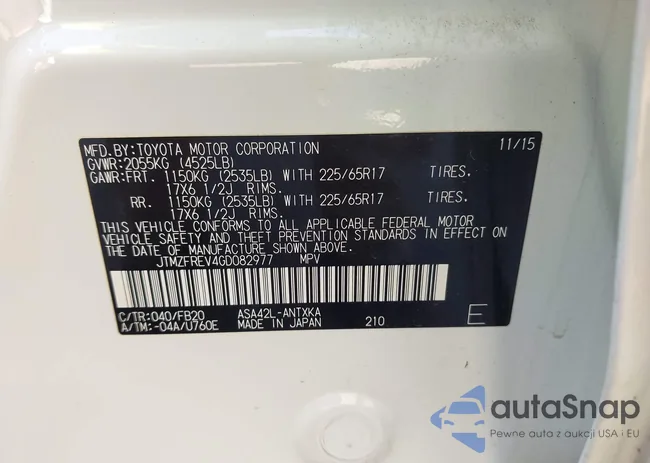 MFD.BY:TOYOTA MOTOR CORPORATION 11/15
GVWR:2055KG (4525LB)
GAWR:FRT. 1150KG (2535LB) WITH 225/65R17 TIRES.
17X6 1/2J RIMS.
RR. 1150KG (2535LB) WITH 225/65R17 TIRES.
17X6 1/2J RIMS.
THIS VEHICLE CONFORMS TO ALL APPLICABLE FEDERAL MOTOR
VEHICLE SAFETY AND THEFT PREVENTION STANDARDS IN EFFECT ON
THE DATE OF MANUFACTURE SHOWN ABOVE.
JTMZFREV4GD082977 MPV
C/TR:040/FB20 ASA42L-ANTXKA
A/TM:-04A/U760E MADE IN JAPAN 210 E
autaSnap
Pewne auta z aukcji USA i EU